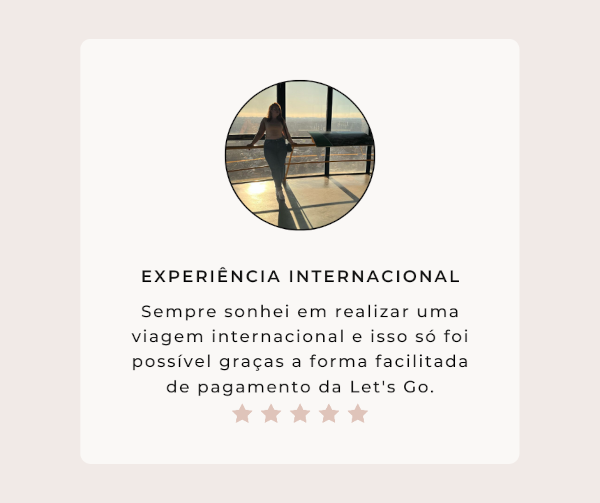 EXPERIÊNCIA INTERNACIONAL
Sempre sonhei em realizar uma
viagem internacional e isso só foi
possível graças a forma facilitada
de pagamento da Let's Go.